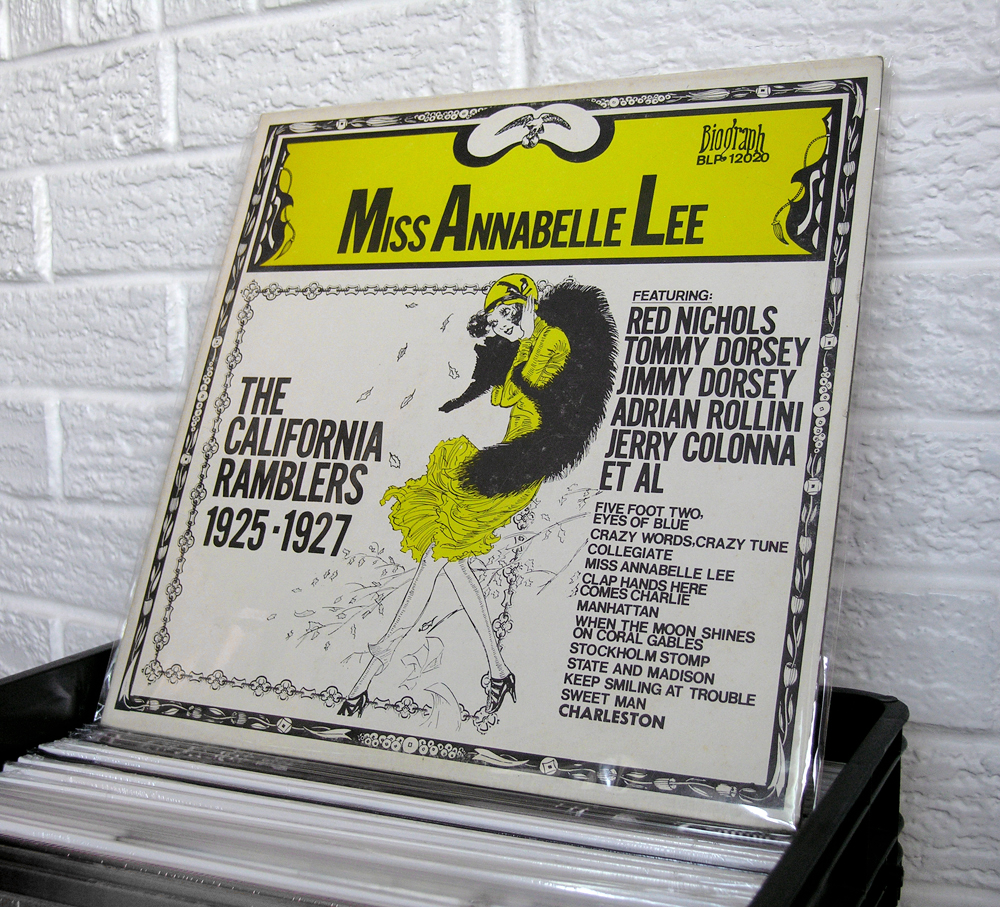 Biograph
BLP-12020
MISS ANNABELLE LEE
THE
CALIFORNIA
RAMBLERS
1925-1927
FEATURING:
RED NICHOLS
TOMMY DORSEY
JIMMY DORSEY
ADRIAN ROLLINI
JERRY COLONNA
ET AL
FIVE FOOT TWO,
EYES OF BLUE
CRAZY WORDS,CRAZY TUNE
COLLEGIATE
MISS ANNABELLE LEE
CLAP HANDS HERE
COMES CHARLIE
MANHATTAN
WHEN THE MOON SHINES
ON CORAL GABLES
STOCKHOLM STOMP
STATE AND MADISON
KEEP SMILING AT TROUBLE
SWEET MAN
CHARLESTON